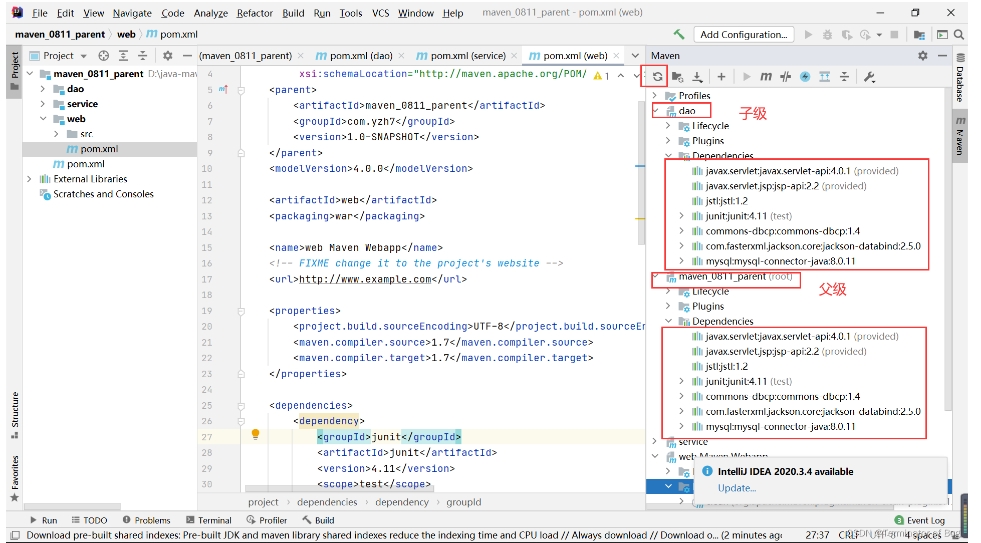 File Edit View Navigate Code Analyze Refactor Build Run Tools VCS Window Help maven_0811_parent - pom.xml (web)
maven_0811_parent web pom.xml Add Configuration...
Project (maven_0811_parent) pom.xml (dao) pom.xml (service) pom.xml (web) Maven
Project
maven_0811_parent D:\java-mav
dao
service
web
src
pom.xml
pom.xml
External Libraries
Scratches and Consoles
4 xsi:schemaLocation="http://maven.apache.org/POM/ 1
5 <parent>
6 <artifactId>maven_0811_parent</artifactId>
7 <groupId>com.yzh7</groupId>
8 <version>1.0-SNAPSHOT</version>
9 </parent>
10 <modelVersion>4.0.0</modelVersion>
11
12 <artifactId>web</artifactId>
13 <packaging>war</packaging>
14
15 <name>web Maven Webapp</name>
16 <!-- FIXME change it to the project's website -->
17 <url>http://www.example.com</url>
18
19 <properties>
20 <project.build.sourceEncoding>UTF-8</project.build.sourceEn
21 <maven.compiler.source>1.7</maven.compiler.source>
22 <maven.compiler.target>1.7</maven.compiler.target>
23 </properties>
24
25 <dependencies>
26 <dependency>
27 <groupId>junit</groupId>
28 <artifactId>junit</artifactId>
29 <version>4.11</version>
30 <scope>test</scope>
project dependencies dependency groupId
Profiles
dao 子级
Lifecycle
Plugins
Dependencies
javax.servlet:javax.servlet-api:4.0.1 (provided)
javax.servlet.jsp:jsp-api:2.2 (provided)
jstl:jstl:1.2
junit:junit:4.11 (test)
commons-dbcp:commons-dbcp:1.4
com.fasterxml.jackson.core:jackson-databind:2.5.0
mysql:mysql-connector-java:8.0.11
maven_0811_parent (root) 父级
Lifecycle
Plugins
Dependencies
javax.servlet:javax.servlet-api:4.0.1 (provided)
javax.servlet.jsp:jsp-api:2.2 (provided)
jstl:jstl:1.2
junit:junit:4.11 (test)
commons-dbcp:commons-dbcp:1.4
com.fasterxml.jackson.core:jackson-databind:2.5.0
mysql:mysql-connector-java:8.0.11
service
web Maven Webapp
IntelliJ IDEA 2020.3.4 available
Update...
Database
Maven
Structure
Favorites
Run TODO Problems Terminal Profiler Build 3 Event Log
Download pre-built shared indexes: Pre-built JDK and maven library shared indexes reduce the indexing time and CPU load // Always download // Download o... (2 minutes ago) 27:37 CRLF 4 spaces